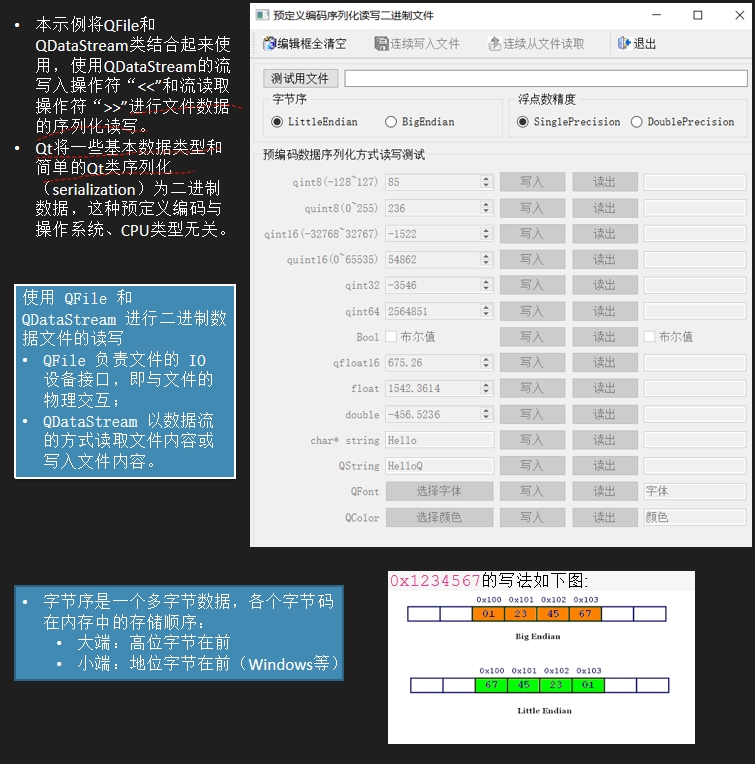 • 本示例将QFile和
QDataStream类结合起来使
用，使用QDataStream的流
写入操作符“<<”和流读取
操作符“>>”进行文件数据
的序列化读写。
• Qt将一些基本数据类型和
简单的Qt类序列化
（serialization）为二进制
数据，这种预定义编码与
操作系统、CPU类型无关。
使用 QFile 和
QDataStream 进行二进制数
据文件的读写
• QFile 负责文件的 IO
设备接口，即与文件的
物理交互；
• QDataStream 以数据流
的方式读取文件内容或
写入文件内容。
预定义编码序列化读写二进制文件
编辑框全清空 连续写入文件 连续从文件读取 退出
测试用文件
字节序 浮点数精度
LittleEndian BigEndian SinglePrecision DoublePrecision
预编码数据序列化方式读写测试
qint8(-128~127) 85 写入 读出
quint8(0~255) 236 写入 读出
qint16(-32768~32767) -1522 写入 读出
quint16(0~65535) 54862 写入 读出
qint32 -3546 写入 读出
qint64 2564851 写入 读出
Bool 布尔值 写入 读出 布尔值
qfloat16 675.26 写入 读出
float 1542.3614 写入 读出
double -456.5236 写入 读出
char* string Hello 写入 读出
QString HelloQ 写入 读出
QFont 选择字体 写入 读出 字体
QColor 选择颜色 写入 读出 颜色
• 字节序是一个多字节数据，各个字节码
在内存中的存储顺序：
• 大端：高位字节在前
• 小端：地位字节在前（Windows等）
0x1234567的写法如下图:
0x100 0x101 0x102 0x103
01 23 45 67
Big Endian
0x100 0x101 0x102 0x103
67 45 23 01
Little Endian